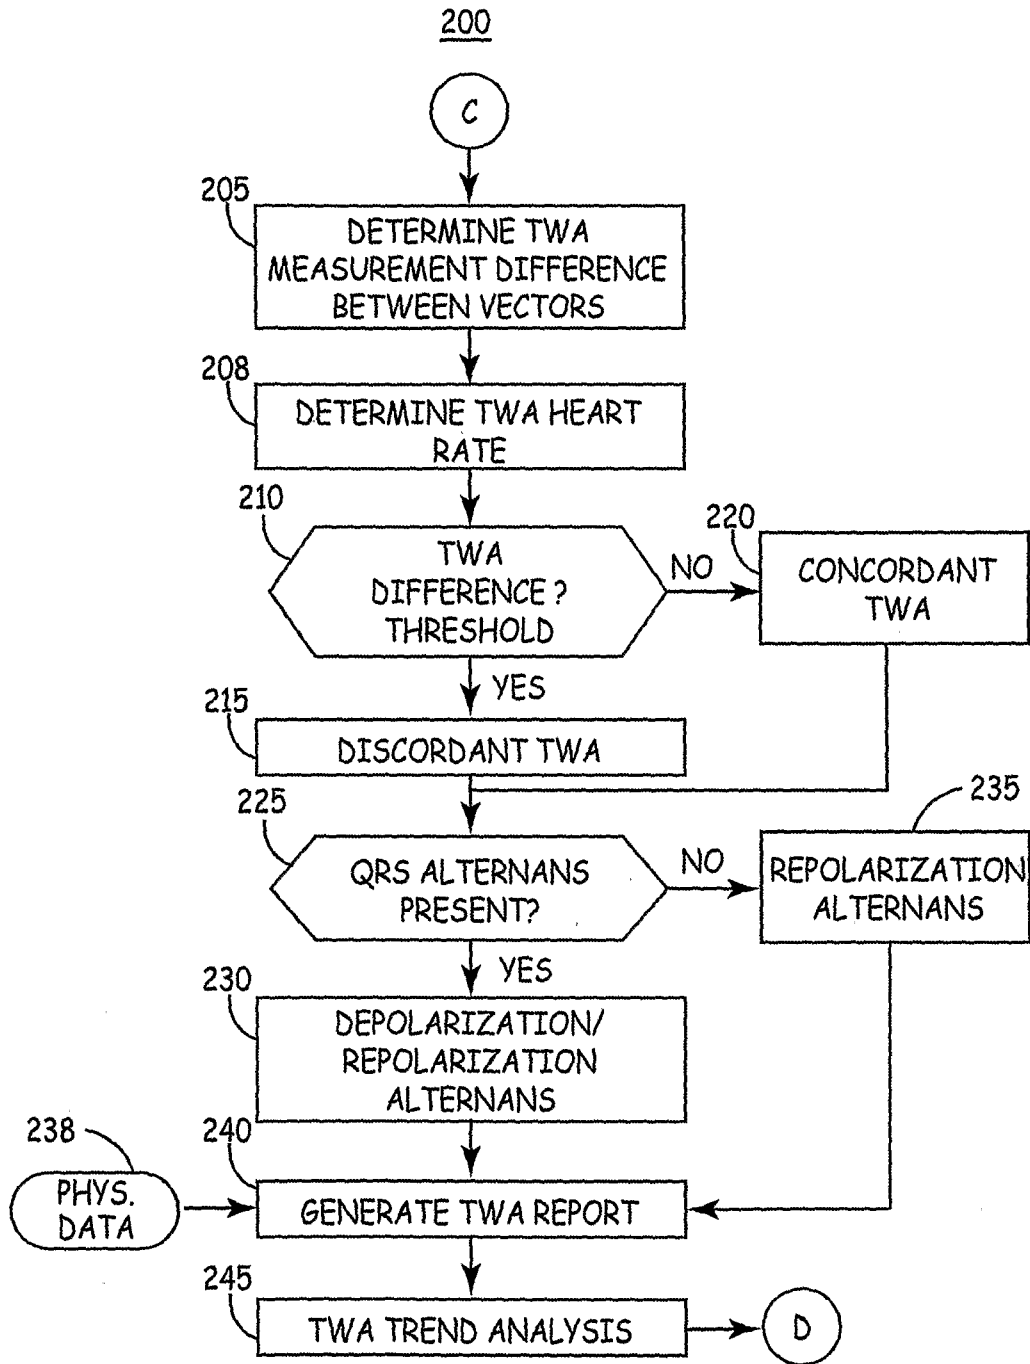 200
C
205
DETERMINE TWA
MEASUREMENT DIFFERENCE
BETWEEN VECTORS
208
DETERMINE TWA HEART
RATE
210
TWA
DIFFERENCE ?
THRESHOLD
NO
220
CONCORDANT
TWA
YES
215
DISCORDANT TWA
225
QRS ALTERNANS
PRESENT?
NO
235
REPOLARIZATION
ALTERNANS
YES
230
DEPOLARIZATION/
REPOLARIZATION
ALTERNANS
238
PHYS.
DATA
240
GENERATE TWA REPORT
245
TWA TREND ANALYSIS
D